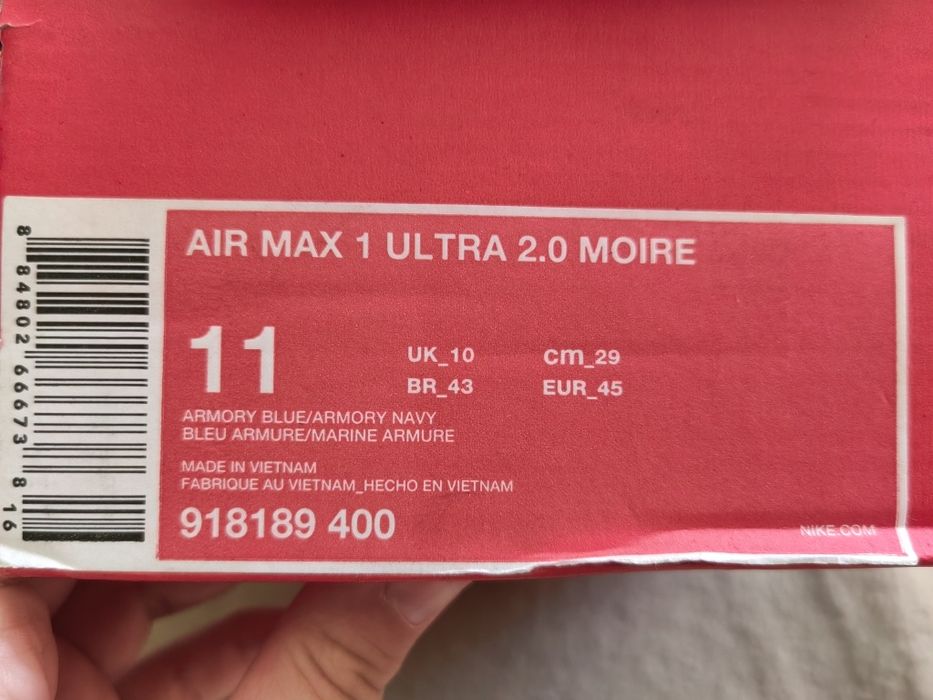 AIR MAX 1 ULTRA 2.0 MOIRE
11
UK_10 cm_29
BR_43 EUR_45
ARMORY BLUE/ARMORY NAVY
BLEU ARMURE/MARINE ARMURE
MADE IN VIETNAM
FABRIQUE AU VIETNAM_HECHO EN VIETNAM
918189 400
NIKE.COM
8 84802 66673 8 16